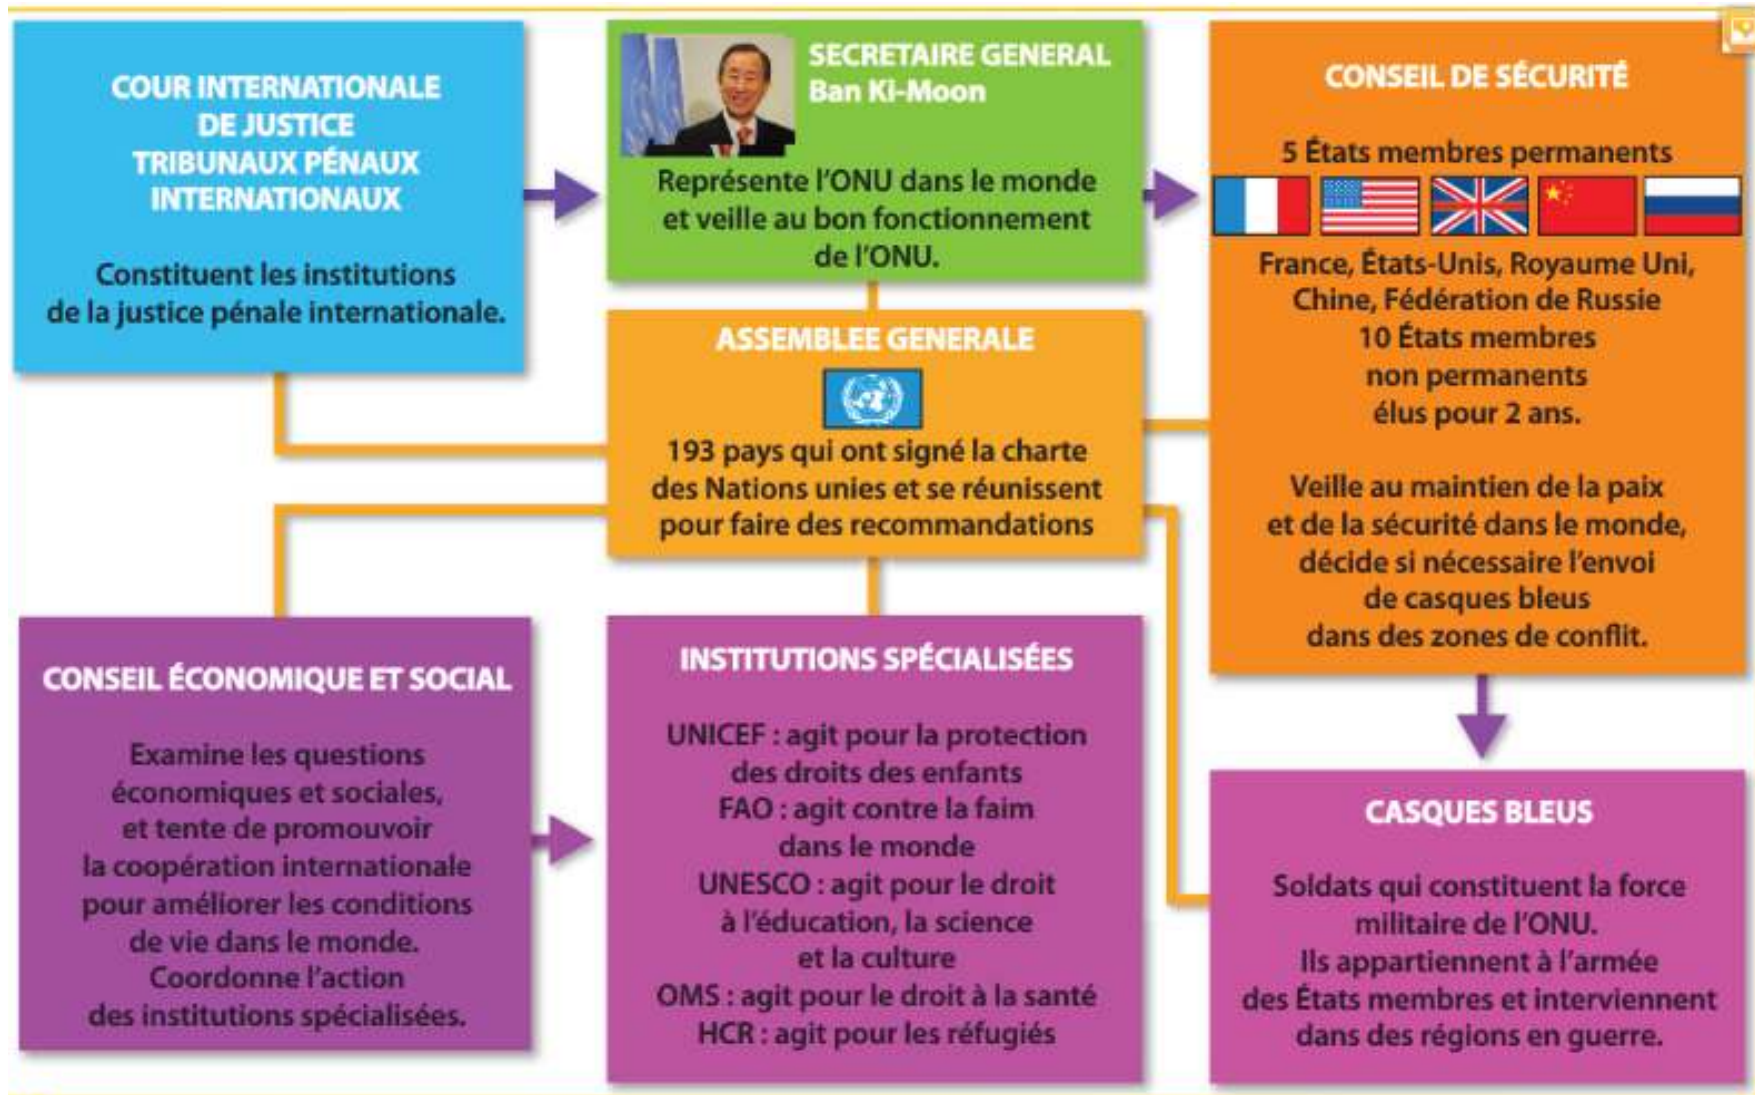 COUR INTERNATIONALE
DE JUSTICE
TRIBUNAUX PÉNAUX
INTERNATIONAUX
Constituent les institutions
de la justice pénale internationale.
SECRETAIRE GENERAL
Ban Ki-Moon
Représente l'ONU dans le monde
et veille au bon fonctionnement
de l'ONU.
CONSEIL DE SÉCURITÉ
5 États membres permanents
France, États-Unis, Royaume Uni,
Chine, Fédération de Russie
10 États membres
non permanents
élus pour 2 ans.
Veille au maintien de la paix
et de la sécurité dans le monde,
décide si nécessaire l'envoi
de casques bleus
dans des zones de conflit.
ASSEMBLEE GENERALE
193 pays qui ont signé la charte
des Nations unies et se réunissent
pour faire des recommandations
CONSEIL ÉCONOMIQUE ET SOCIAL
Examine les questions
économiques et sociales,
et tente de promouvoir
la coopération internationale
pour améliorer les conditions
de vie dans le monde.
Coordonne l'action
des institutions spécialisées.
INSTITUTIONS SPÉCIALISÉES
UNICEF : agit pour la protection
des droits des enfants
FAO : agit contre la faim
dans le monde
UNESCO : agit pour le droit
à l'éducation, la science
et la culture
OMS : agit pour le droit à la santé
HCR : agit pour les réfugiés
CASQUES BLEUS
Soldats qui constituent la force
militaire de l'ONU.
Ils appartiennent à l'armée
des États membres et interviennent
dans des régions en guerre.